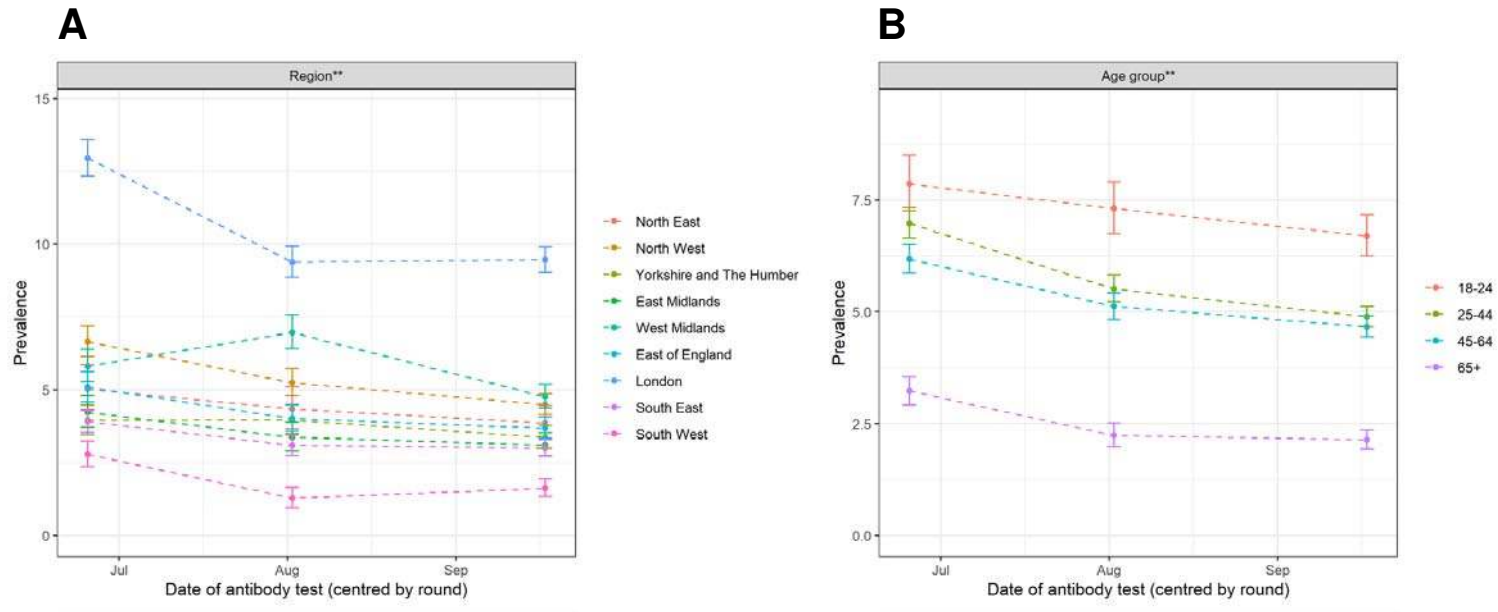 A
Region**
15
10
5
0
Prevalence
Jul
Aug
Sep
Date of antibody test (centred by round)
North East
North West
Yorkshire and The Humber
East Midlands
West Midlands
East of England
London
South East
South West
B
Age group**
7.5
5.0
2.5
0.0
Prevalence
Jul
Aug
Sep
Date of antibody test (centred by round)
18-24
25-44
45-64
65+